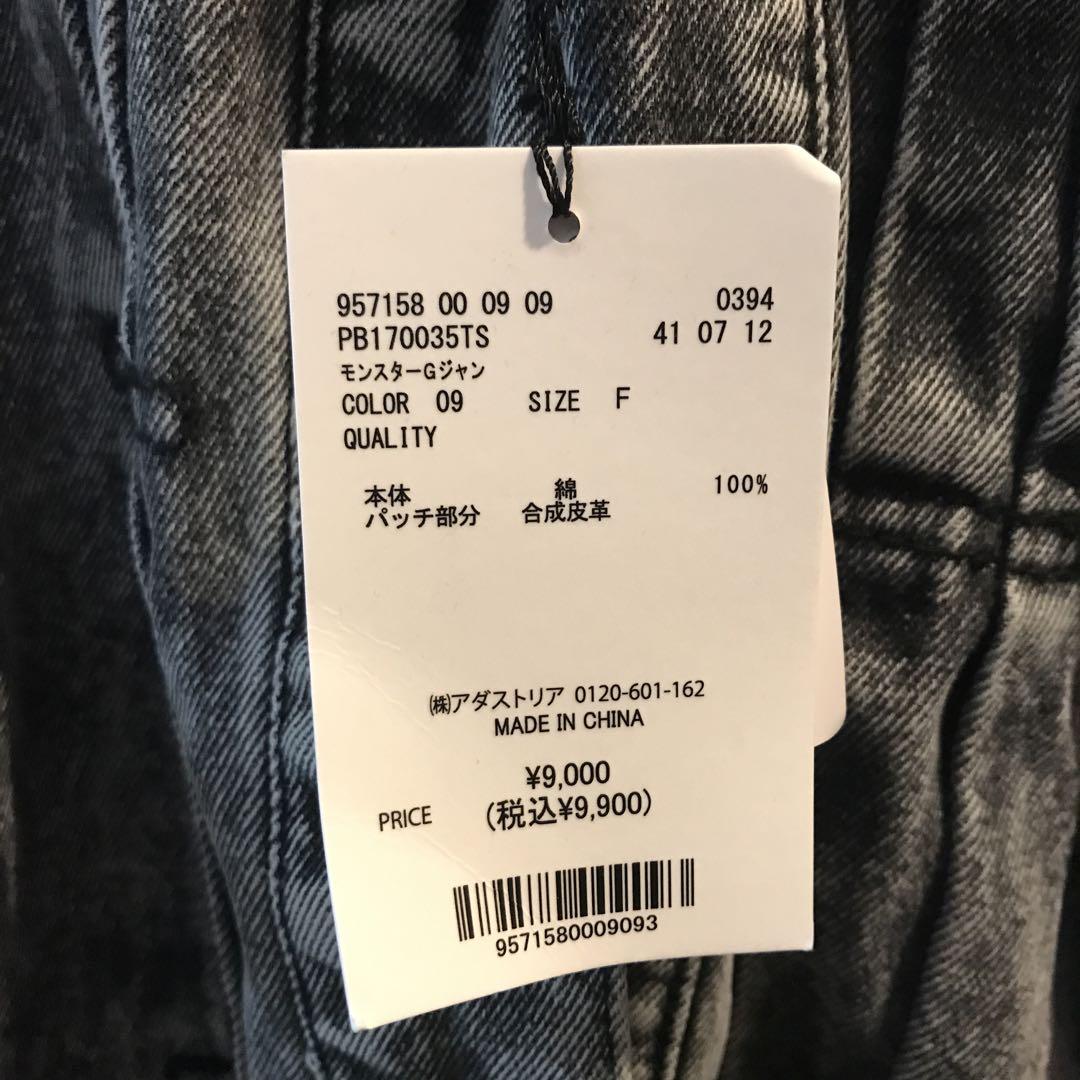 957158 00 09 09 0394
PB170035TS 41 07 12
モンスターGジャン
COLOR 09 SIZE F
QUALITY
本体 綿 100%
パッチ部分 合成皮革
㈱アダストリア 0120-601-162
MADE IN CHINA
¥9,000
PRICE (税込¥9,900)
9571580009093